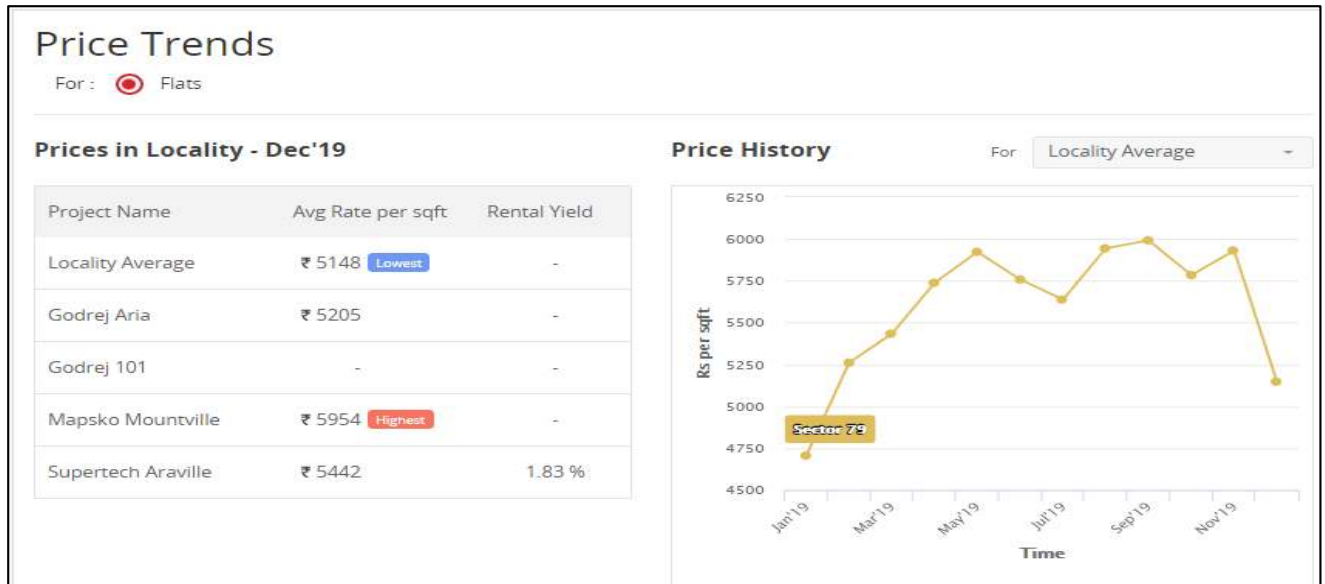 Price Trends
For : Flats
Prices in Locality - Dec'19
Project Name Avg Rate per sqft Rental Yield
Locality Average ₹ 5148 Lowest -
Godrej Aria ₹ 5205 -
Godrej 101 - -
Mapsko Mountville ₹ 5954 Highest -
Supertech Araville ₹ 5442 1.83 %
Price History For Locality Average
6250
6000
5750
5500
5250
5000
4750
4500
Rs per sqft
Sector 79
Jan'19 Mar'19 May'19 Jul'19 Sep'19 Nov'19
Time